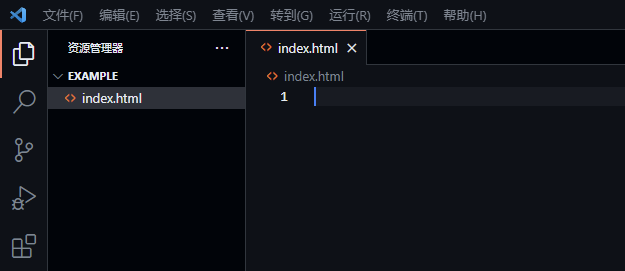 文件(F) 编辑(E) 选择(S) 查看(V) 转到(G) 运行(R) 终端(T) 帮助(H)
资源管理器 ···
index.html
EXAMPLE
index.html
index.html
1